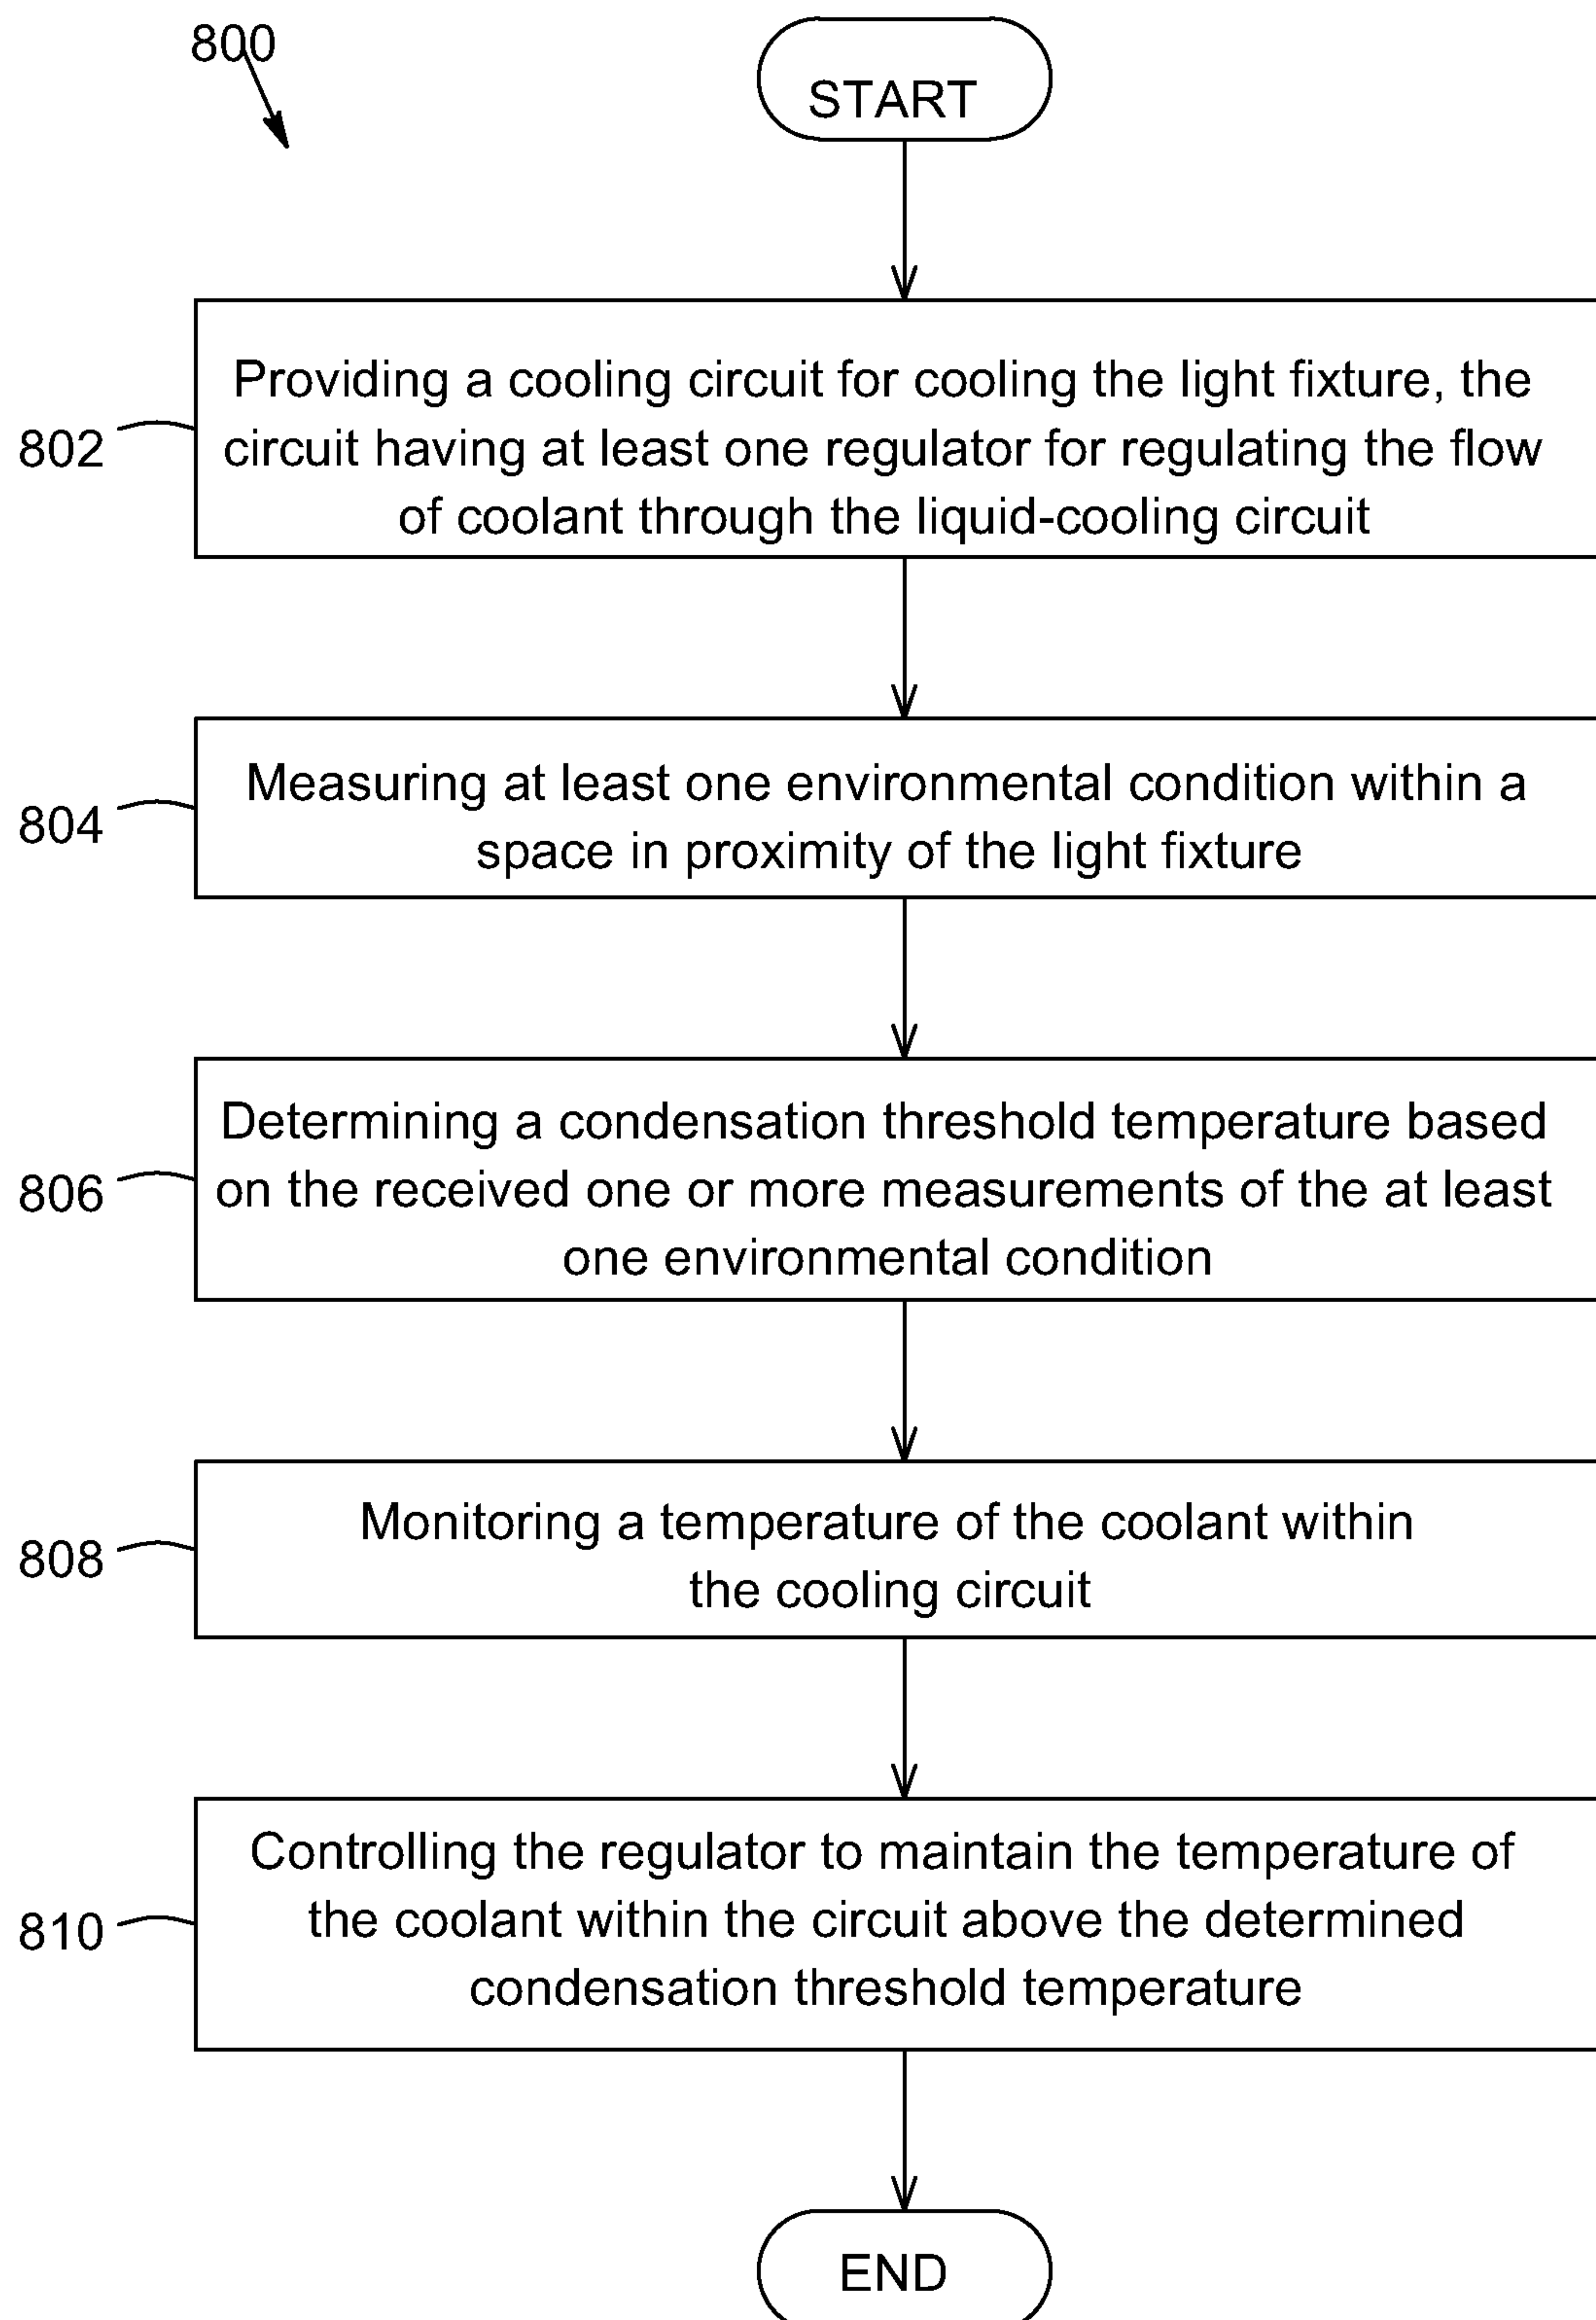 800
START
802
Providing a cooling circuit for cooling the light fixture, the
circuit having at least one regulator for regulating the flow
of coolant through the liquid-cooling circuit
804
Measuring at least one environmental condition within a
space in proximity of the light fixture
806
Determining a condensation threshold temperature based
on the received one or more measurements of the at least
one environmental condition
808
Monitoring a temperature of the coolant within
the cooling circuit
810
Controlling the regulator to maintain the temperature of
the coolant within the circuit above the determined
condensation threshold temperature
END